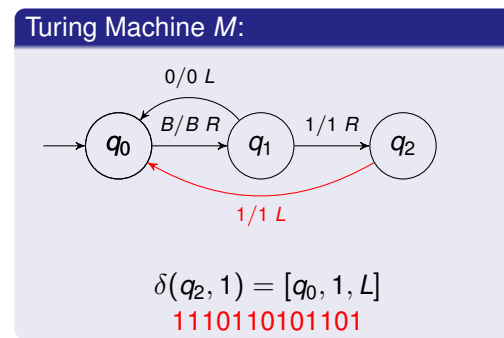 Turing Machine M:
0/0 L
B/B R
1/1 R
q0
q1
q2
1/1 L
δ(q2, 1) = [q0, 1, L]
1110110101101